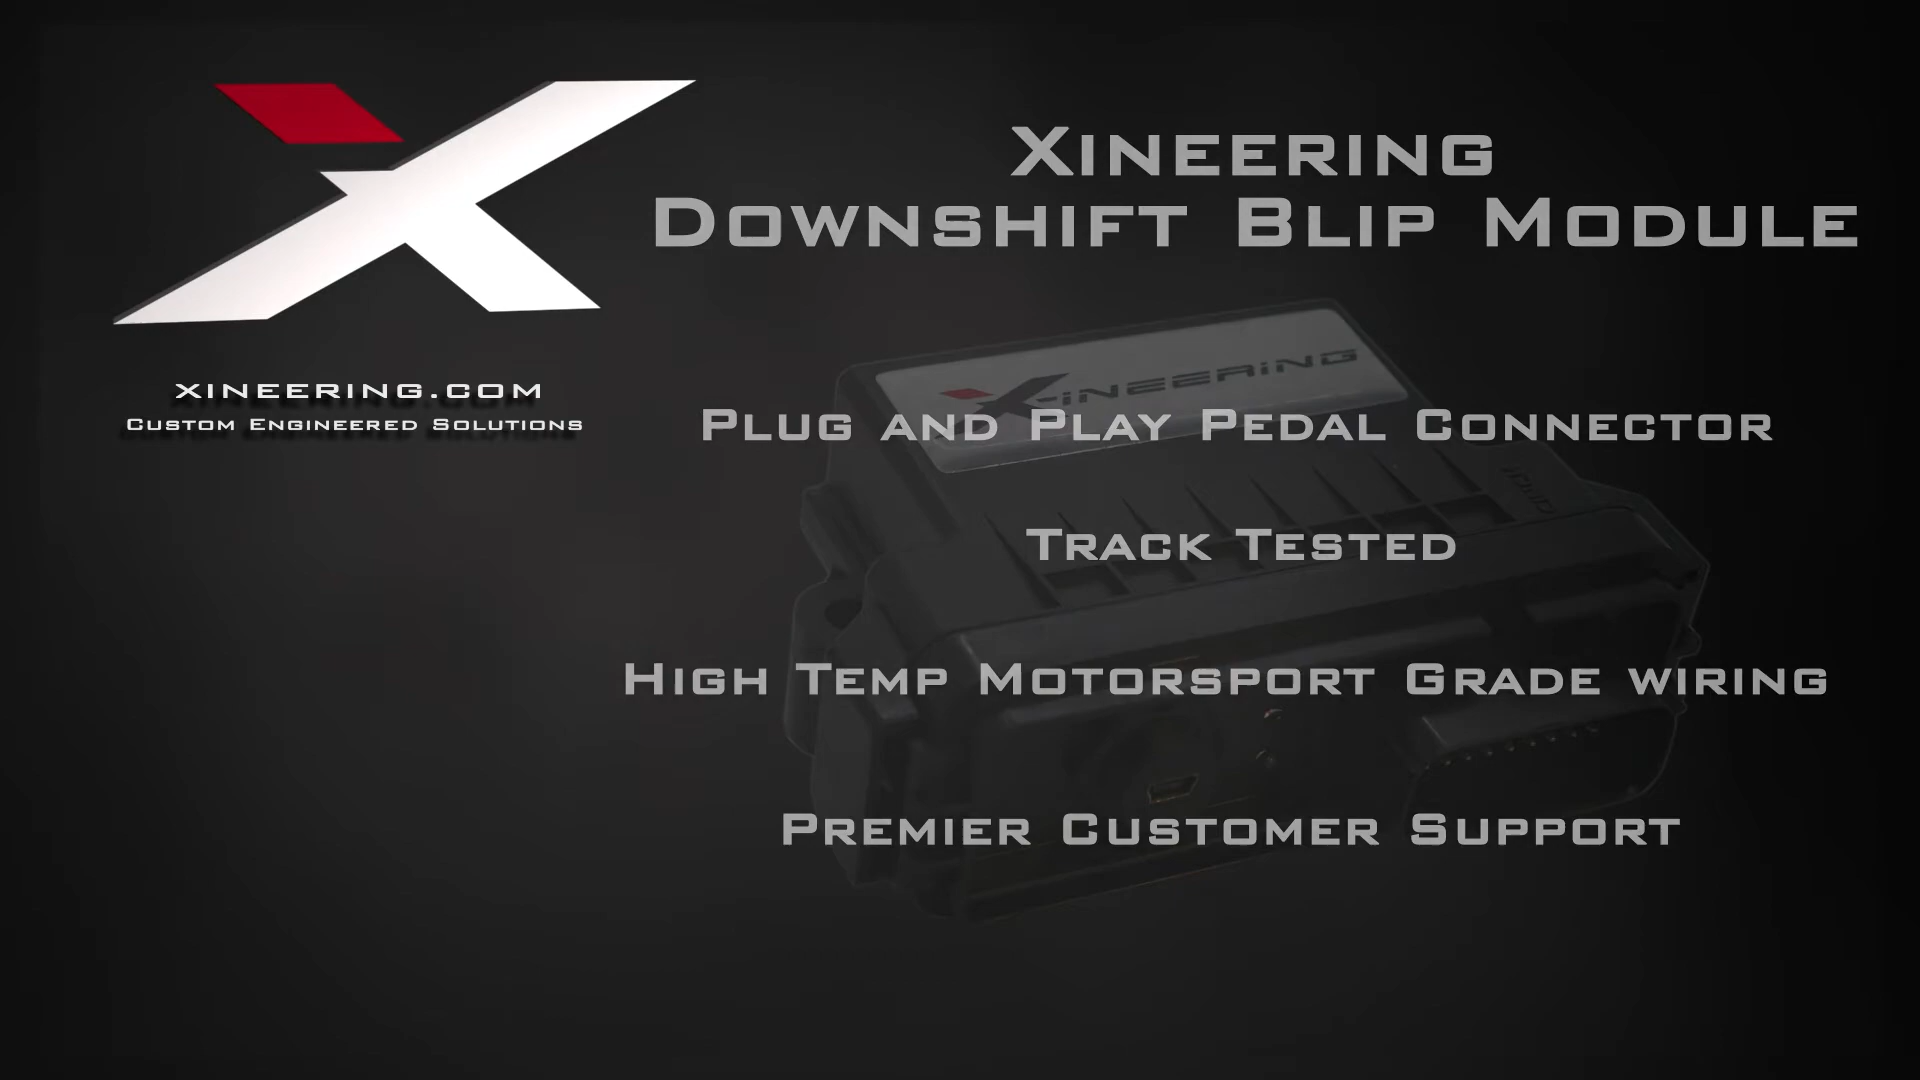 xineering.com
Custom Engineered Solutions
Xineering
Downshift Blip Module
X-iNEERiNG
Plug and Play Pedal Connector
Track Tested
High Temp Motorsport Grade wiring
Premier Customer Support